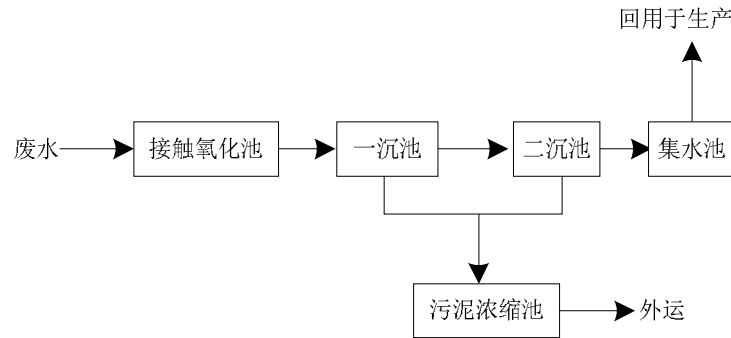 回用于生产
废水
接触氧化池
一沉池
二沉池
集水池
污泥浓缩池
外运